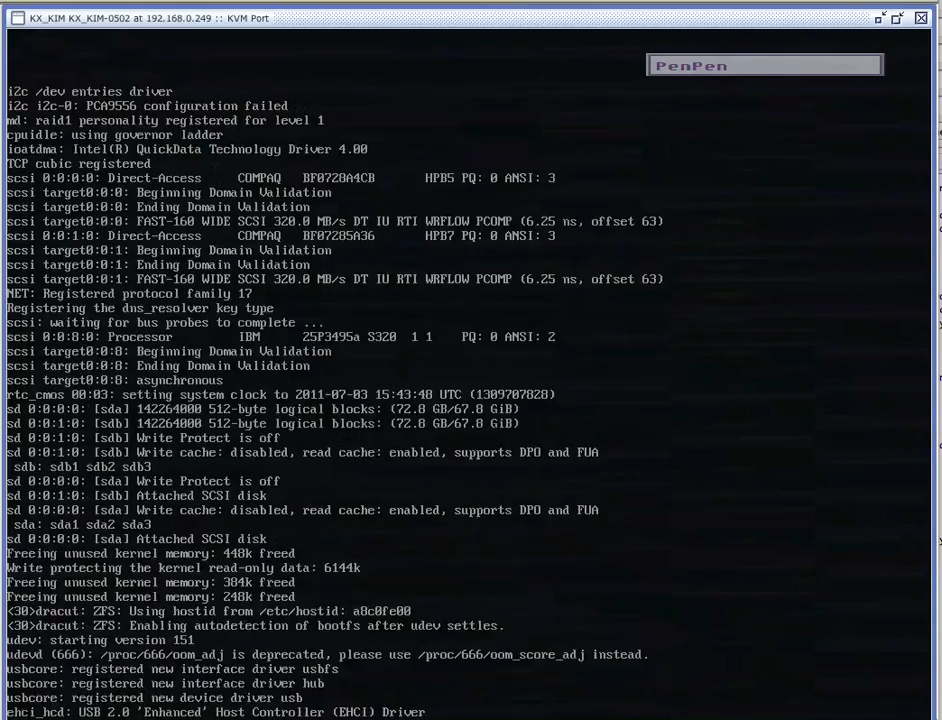 KX_KIM KX_KIM-0502 at 192.168.0.249 :: KVM Port
PenPen
i2c /dev entries driver
i2c i2c-0: PCA9556 configuration failed
md: raid1 personality registered for level 1
cpuidle: using governor ladder
ioatdma: Intel(R) QuickData Technology Driver 4.00
TCP cubic registered
scsi 0:0:0:0: Direct-Access     COMPAQ   BF0728A4CB       HPB5 PQ: 0 ANSI: 3
scsi target0:0:0: Beginning Domain Validation
scsi target0:0:0: Ending Domain Validation
scsi target0:0:0: FAST-160 WIDE SCSI 320.0 MB/s DT IU RTI WRFLOW PCOMP (6.25 ns, offset 63)
scsi 0:0:1:0: Direct-Access     COMPAQ   BF07285A36       HPB7 PQ: 0 ANSI: 3
scsi target0:0:1: Beginning Domain Validation
scsi target0:0:1: Ending Domain Validation
scsi target0:0:1: FAST-160 WIDE SCSI 320.0 MB/s DT IU RTI WRFLOW PCOMP (6.25 ns, offset 63)
NET: Registered protocol family 17
Registering the dns_resolver key type
scsi: waiting for bus probes to complete ...
scsi 0:0:8:0: Processor         IBM      25P3495a S320  1 1    PQ: 0 ANSI: 2
scsi target0:0:8: Beginning Domain Validation
scsi target0:0:8: Ending Domain Validation
scsi target0:0:8: asynchronous
rtc_cmos 00:03: setting system clock to 2011-07-03 15:43:48 UTC (1309707828)
sd 0:0:0:0: [sda] 142264000 512-byte logical blocks: (72.8 GB/67.8 GiB)
sd 0:0:1:0: [sdb] 142264000 512-byte logical blocks: (72.8 GB/67.8 GiB)
sd 0:0:1:0: [sdb] Write Protect is off
sd 0:0:1:0: [sdb] Write cache: disabled, read cache: enabled, supports DPO and FUA
sdb: sdb1 sdb2 sdb3
sd 0:0:0:0: [sda] Write Protect is off
sd 0:0:1:0: [sdb] Attached SCSI disk
sd 0:0:0:0: [sda] Write cache: disabled, read cache: enabled, supports DPO and FUA
sda: sda1 sda2 sda3
sd 0:0:0:0: [sda] Attached SCSI disk
Freeing unused kernel memory: 448k freed
Write protecting the kernel read-only data: 6144k
Freeing unused kernel memory: 384k freed
Freeing unused kernel memory: 248k freed
<30>dracut: ZFS: Using hostid from /etc/hostid: a8c0fe00
<30>dracut: ZFS: Enabling autodetection of bootfs after udev settles.
udev: starting version 151
udevd (666): /proc/666/oom_adj is deprecated, please use /proc/666/oom_score_adj instead.
usbcore: registered new interface driver usbfs
usbcore: registered new interface driver hub
usbcore: registered new device driver usb
ehci_hcd: USB 2.0 'Enhanced' Host Controller (EHCI) Driver